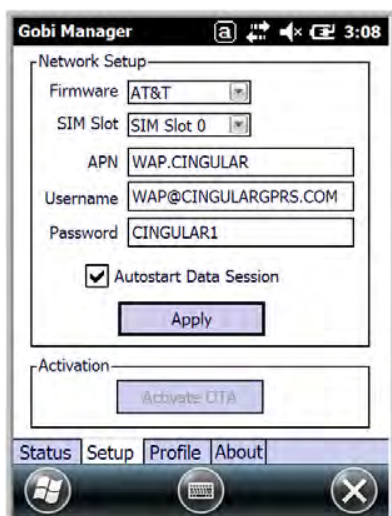 Gobi Manager a 3:08
Network Setup
Firmware AT&T
SIM Slot SIM Slot 0
APN WAP.CINGULAR
Username WAP@CINGULARGPRS.COM
Password CINGULAR1
Autostart Data Session
Apply
Activation
Activate OTA
Status Setup Profile About